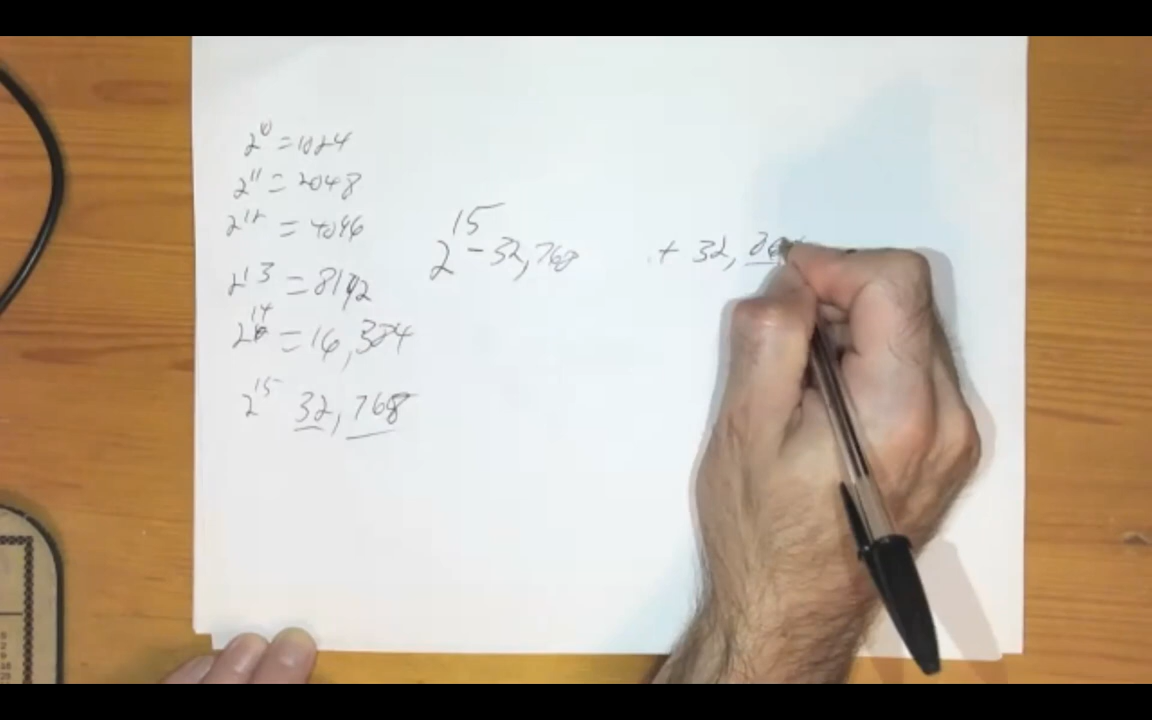 2^10 = 1024
2^11 = 2048
2^12 = 4096
2^13 = 8192
2^14 = 16,384
2^15 32,768
2^15 -32,768 + 32,